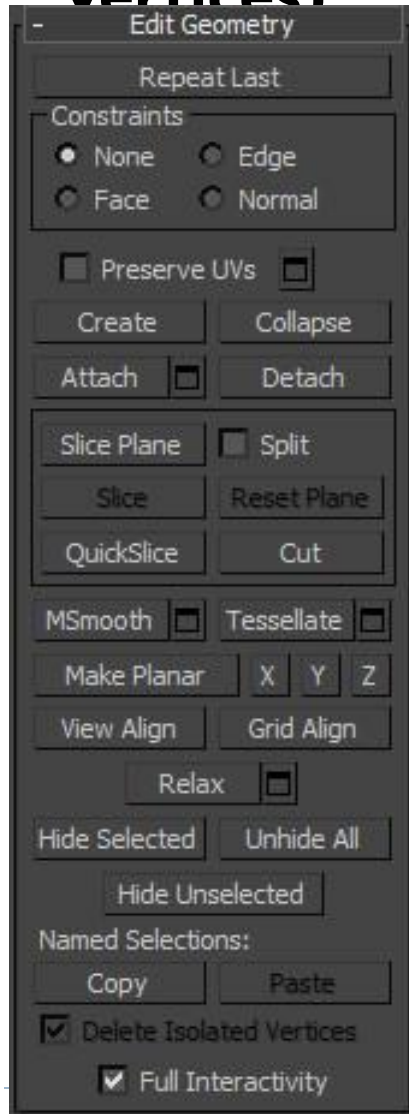 Vertices)
- Edit Geometry
Repeat Last
Constraints
None Edge
Face Normal
Preserve UVs
Create Collapse
Attach Detach
Slice Plane Split
Slice Reset Plane
QuickSlice Cut
MSmooth Tessellate
Make Planar X Y Z
View Align Grid Align
Relax
Hide Selected Unhide All
Hide Unselected
Named Selections:
Copy Paste
Delete Isolated Vertices
Full Interactivity